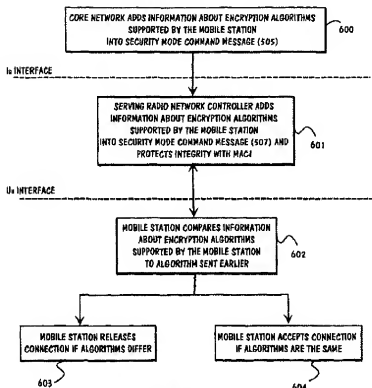 CORE NETWORK ADDS INFORMATION ABOUT ENCRYPTION ALGORITHMS
SUPPORTED BY THE MOBILE STATION
INTO SECURITY MODE COMMAND MESSAGE (505)
600
Iu INTERFACE
SERVING RADIO NETWORK CONTROLLER ADDS
INFORMATION ABOUT ENCRYPTION ALGORITHMS
SUPPORTED BY THE MOBILE STATION
INTO SECURITY MODE COMMAND MESSAGE (507) AND
PROTECTS INTEGRITY WITH MACI
601
Uu INTERFACE
MOBILE STATION COMPARES INFORMATION
ABOUT ENCRYPTION ALGORITHMS
SUPPORTED BY THE MOBILE STATION
TO ALGORITHM SENT EARLIER
602
MOBILE STATION RELEASES
CONNECTION IF ALGORITHMS DIFFER
603
MOBILE STATION ACCEPTS CONNECTION
IF ALGORITHMS ARE THE SAME
604